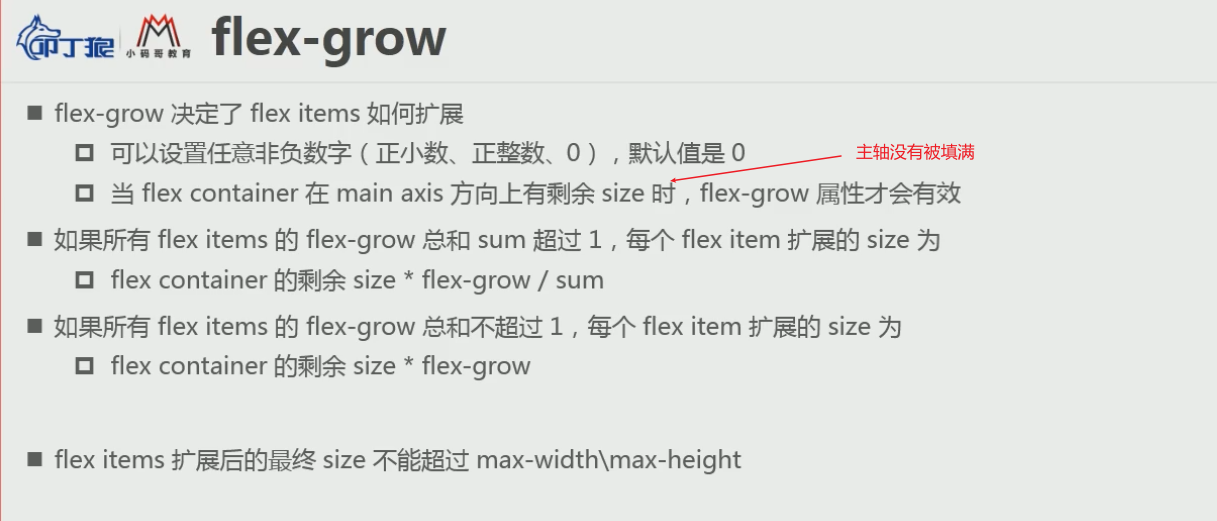 叩丁狼 小码哥教育 flex-grow
flex-grow 决定了 flex items 如何扩展
可以设置任意非负数字（正小数、正整数、0），默认值是 0
主轴没有被填满
当 flex container 在 main axis 方向上有剩余 size 时，flex-grow 属性才会有效
如果所有 flex items 的 flex-grow 总和 sum 超过 1，每个 flex item 扩展的 size 为
flex container 的剩余 size * flex-grow / sum
如果所有 flex items 的 flex-grow 总和不超过 1，每个 flex item 扩展的 size 为
flex container 的剩余 size * flex-grow
flex items 扩展后的最终 size 不能超过 max-width\max-height